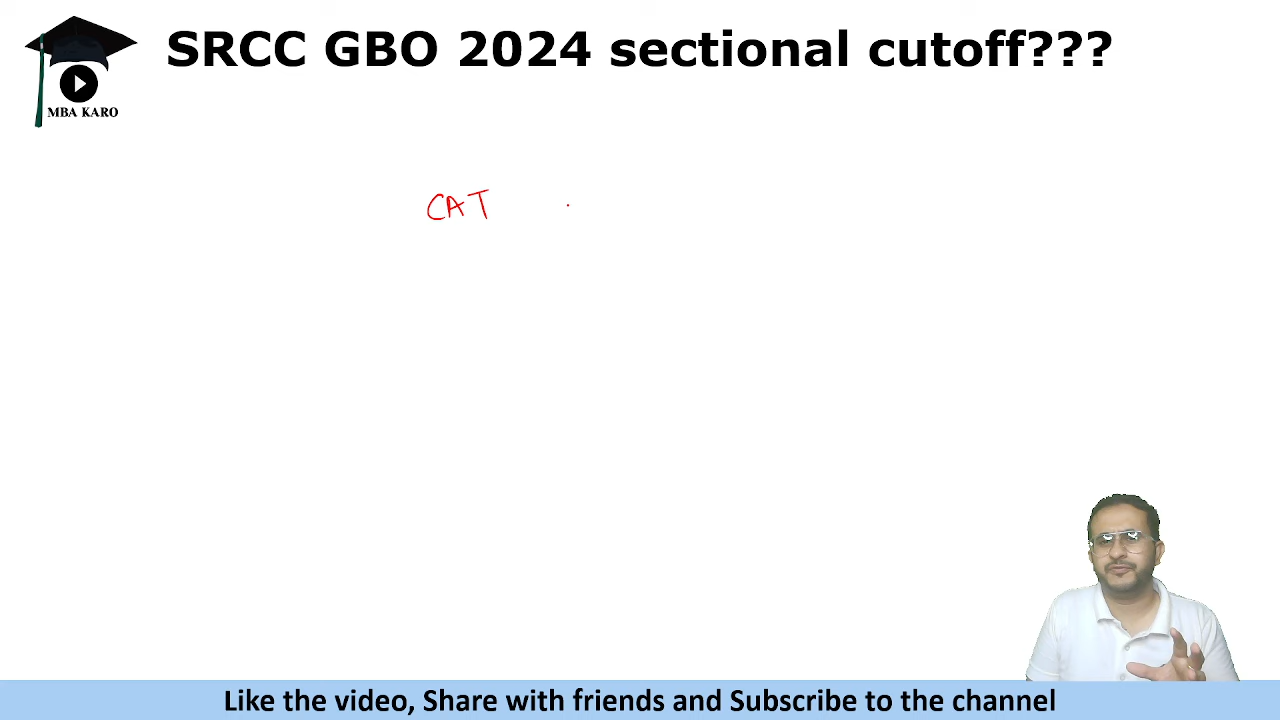 SRCC GBO 2024 sectional cutoff???
MBA KARO
CAT
Like the video, Share with friends and Subscribe to the channel